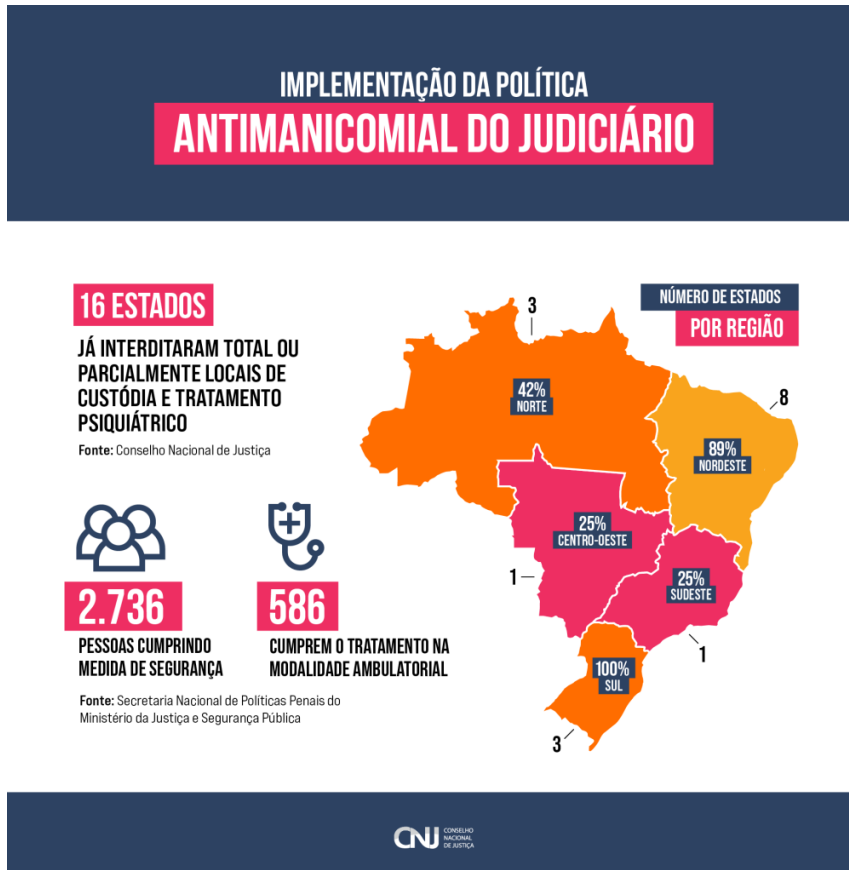 IMPLEMENTAÇÃO DA POLÍTICA
ANTIMANICOMIAL DO JUDICIÁRIO
16 ESTADOS
JÁ INTERDITARAM TOTAL OU
PARCIALMENTE LOCAIS DE
CUSTÓDIA E TRATAMENTO
PSIQUIÁTRICO
Fonte: Conselho Nacional de Justiça
2.736
PESSOAS CUMPRINDO
MEDIDA DE SEGURANÇA
586
CUMPREM O TRATAMENTO NA
MODALIDADE AMBULATORIAL
Fonte: Secretaria Nacional de Políticas Penais do
Ministério da Justiça e Segurança Pública
NÚMERO DE ESTADOS
POR REGIÃO
3
42%
NORTE
8
89%
NORDESTE
25%
CENTRO-OESTE
1
25%
SUDESTE
1
100%
SUL
3
CNJ
CONSELHO
NACIONAL
DE JUSTIÇA